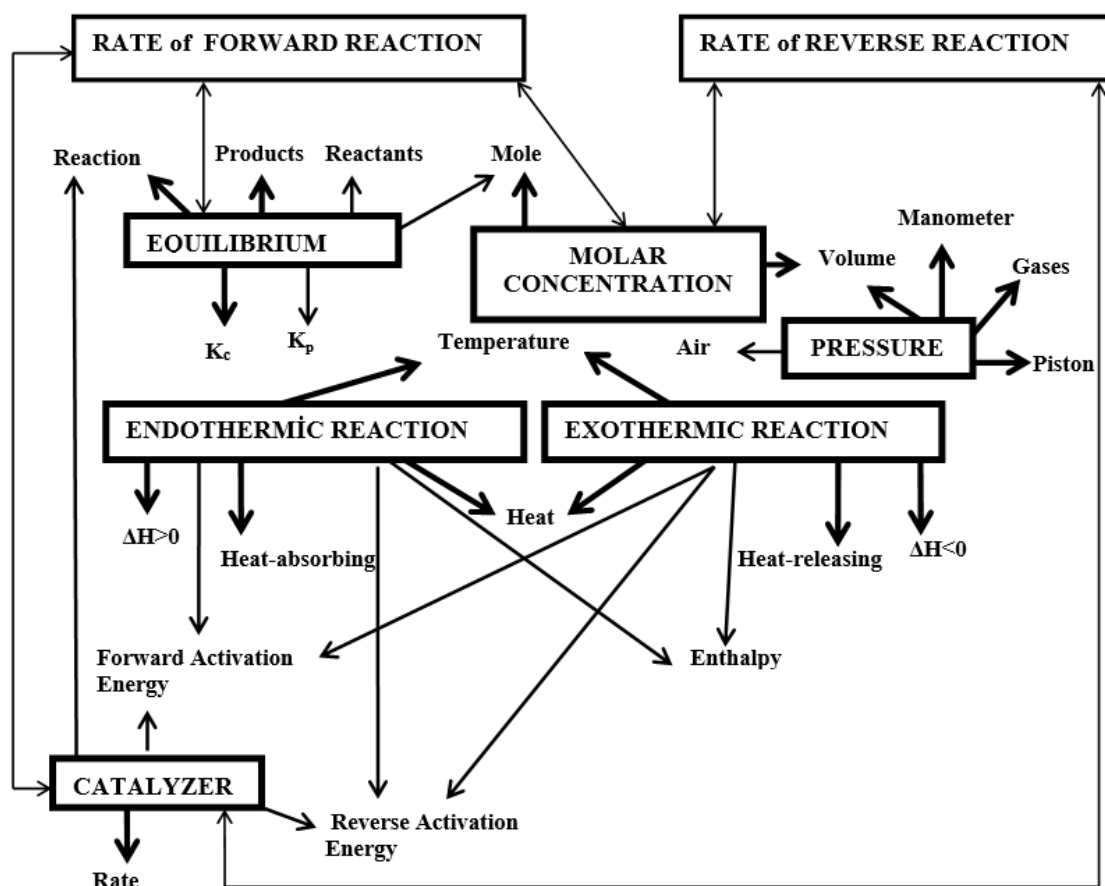 RATE of FORWARD REACTION
RATE of REVERSE REACTION
Reaction
Products
Reactants
Mole
EQUILIBRIUM
MOLAR
CONCENTRATION
Manometer
Volume
Gases
K_c
K_p
Temperature
Air
PRESSURE
Piston
ENDOTHERMİC REACTION
EXOTHERMIC REACTION
ΔH>0
Heat-absorbing
Heat
Heat-releasing
ΔH<0
Forward Activation
Energy
Enthalpy
CATALYZER
Reverse Activation
Energy
Rate